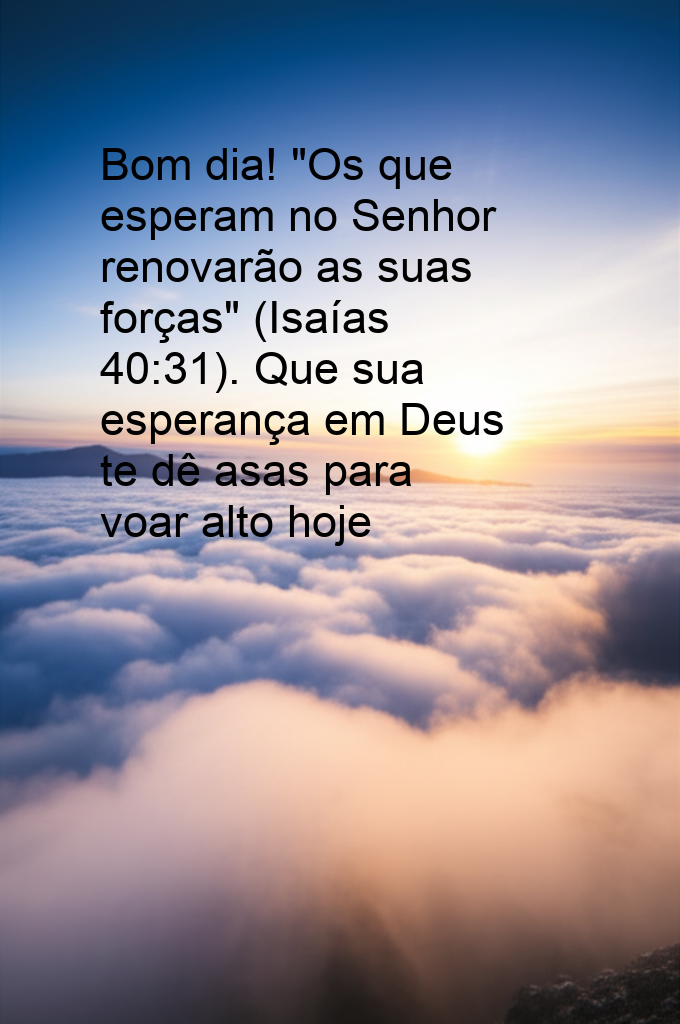 Bom dia! "Os que
esperam no Senhor
renovarão as suas
forças" (Isaías
40:31). Que sua
esperança em Deus
te dê asas para
voar alto hoje